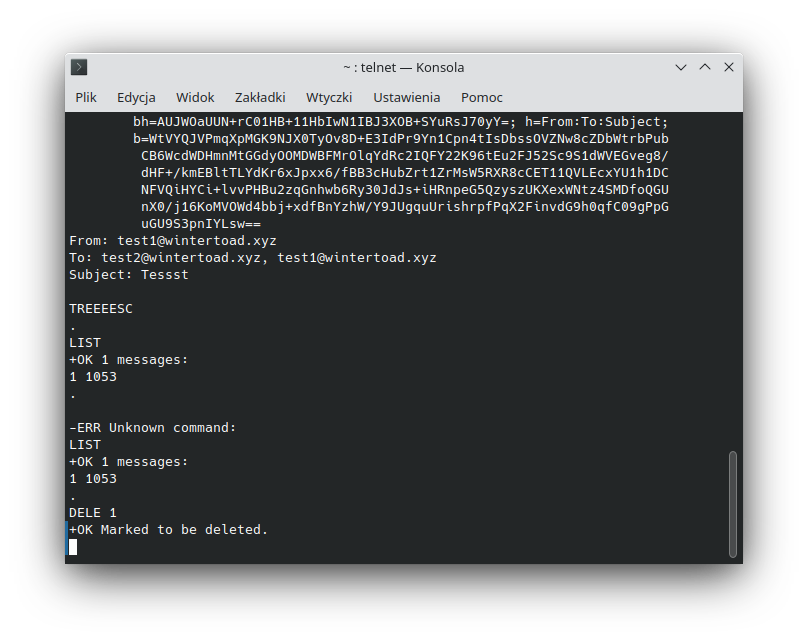 ~ : telnet — Konsola
Plik Edycja Widok Zakładki Wtyczki Ustawienia Pomoc
bh=AUJWOaUUN+rC01HB+11HbIwN1IBJ3XOB+SYuRsJ70yY=; h=From:To:Subject;
b=WtVYQJVPmqXpMGK9NJX0TyOv8D+E3IdPr9Yn1Cpn4tIsDbssOVZNw8cZDbWtrbPub
CB6WcdWDHmnMtGGdyOOMDWBFMrOlqYdRc2IQFY22K96tEu2FJ52Sc9S1dWVEGveg8/
dHF+/kmEBltTLYdKr6xJpxx6/fBB3cHubZrt1ZrMsW5RXR8cCET11QVLEcxYU1h1DC
NFVQiHYCi+lvvPHBu2zqGnhwb6Ry30JdJs+iHRnpeG5QzyszUKXexWNtz4SMDfoQGU
nX0/j16KoMVOWd4bbj+xdfBnYzhW/Y9JUgquUrishrpfPqX2FinvdG9h0qfC09gPpG
uGU9S3pnIYLsw==
From: test1@wintertoad.xyz
To: test2@wintertoad.xyz, test1@wintertoad.xyz
Subject: Tessst
TREEEESC
.
LIST
+OK 1 messages:
1 1053
.
-ERR Unknown command:
LIST
+OK 1 messages:
1 1053
.
DELE 1
+OK Marked to be deleted.